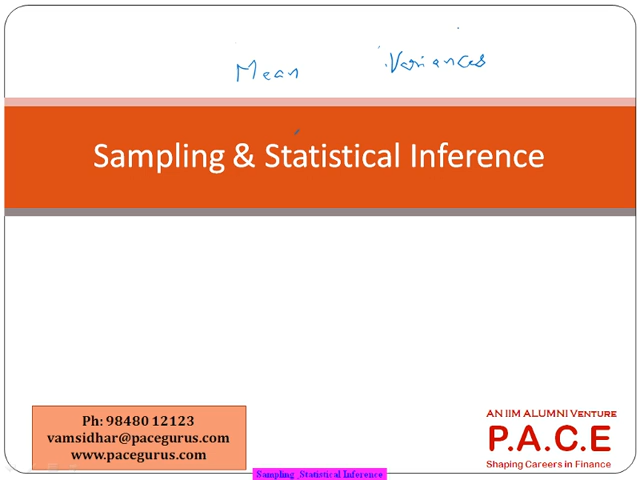 Mean Variances
Sampling & Statistical Inference
Ph: 98480 12123
vamsidhar@pacegurus.com
www.pacegurus.com
AN IIM ALUMNI VENTURE
P.A.C.E
Shaping Careers in Finance
Sampling_Statistical Inference